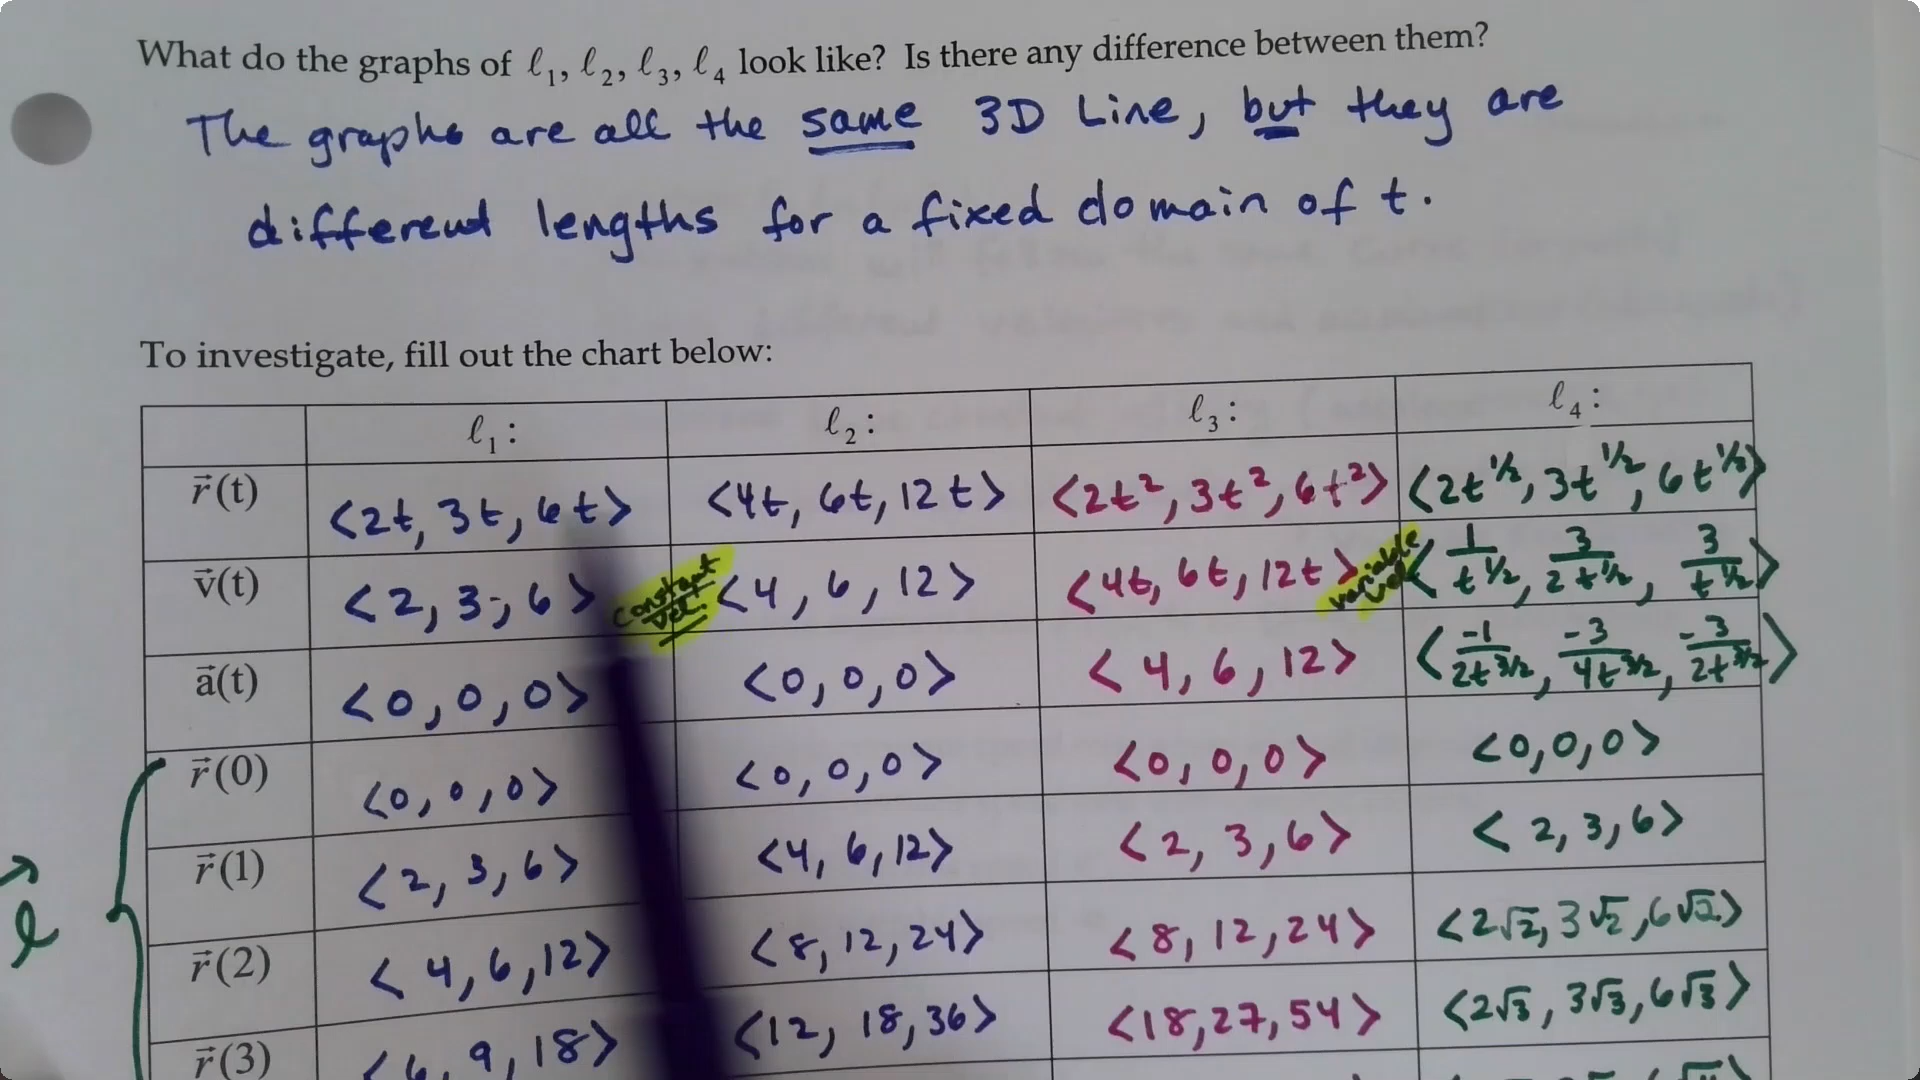 What do the graphs of ℓ₁, ℓ₂, ℓ₃, ℓ₄ look like? Is there any difference between them?
The graphs are all the same 3D Line, but they are
different lengths for a fixed domain of t.
To investigate, fill out the chart below:
ℓ₁: ℓ₂: ℓ₃: ℓ₄:
r⃗(t) <2t, 3t, 6t> <4t, 6t, 12t> <2t², 3t², 6t²> <2t^1/2, 3t^1/2, 6t^1/2>
v⃗(t) <2, 3, 6> constant vel. <4, 6, 12> <4t, 6t, 12t> variable vel. <1/t^1/2, 3/2t^1/2, 3/t^1/2>
a⃗(t) <0, 0, 0> <0, 0, 0> <4, 6, 12> <-1/2t^3/2, -3/4t^3/2, -3/2t^3/2>
r⃗(0) <0, 0, 0> <0, 0, 0> <0, 0, 0> <0, 0, 0>
r⃗(1) <2, 3, 6> <4, 6, 12> <2, 3, 6> <2, 3, 6>
ℓ⃗
r⃗(2) <4, 6, 12> <8, 12, 24> <8, 12, 24> <2√2, 3√2, 6√2>
r⃗(3) <6, 9, 18> <12, 18, 36> <18, 27, 54> <2√3, 3√3, 6√3>